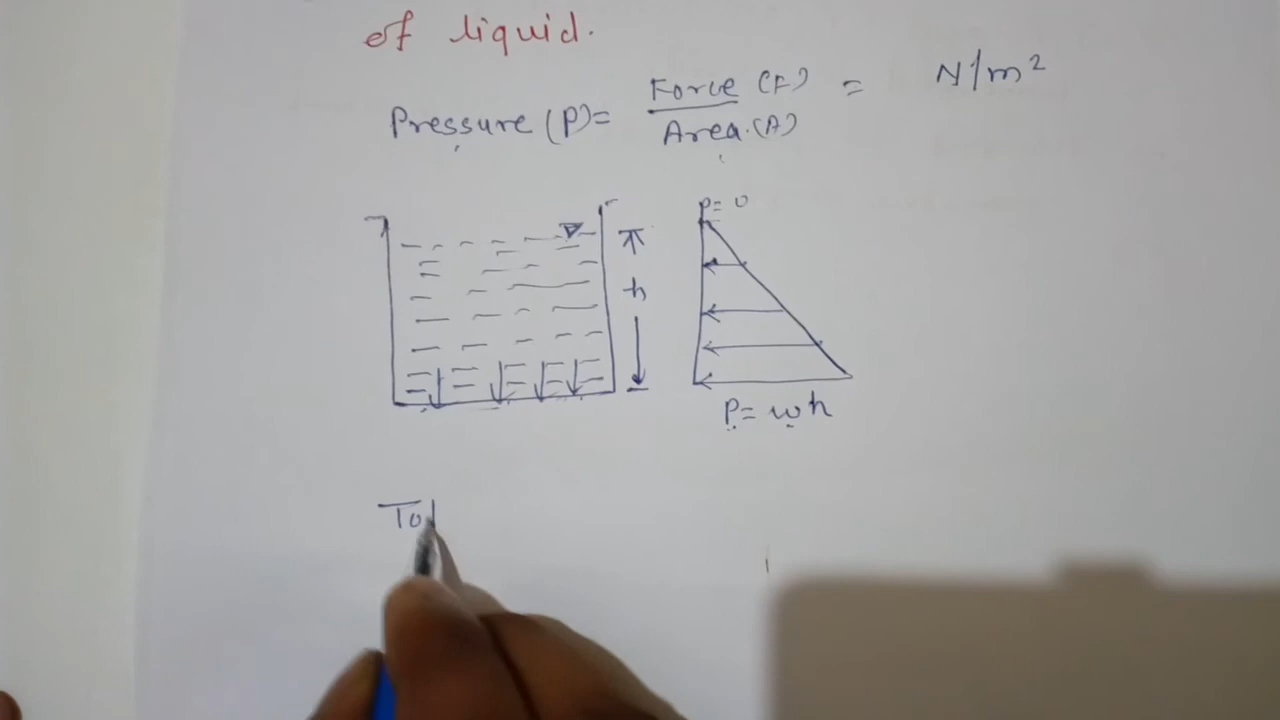 of liquid.
Pressure (P) = Force (F) / Area. (A) = N/m²
P = 0
h
P = wh
To